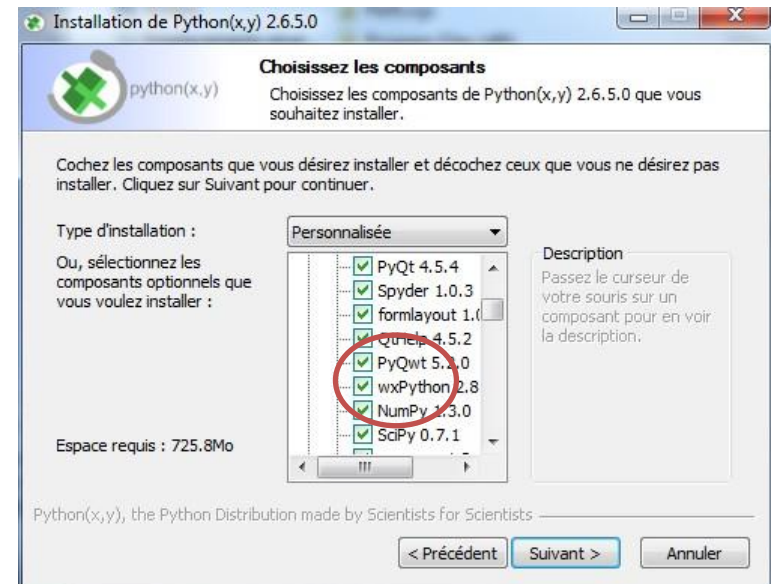 Installation de Python(x,y) 2.6.5.0
python(x,y)
Choisissez les composants
Choisissez les composants de Python(x,y) 2.6.5.0 que vous
souhaitez installer.
Cochez les composants que vous désirez installer et décochez ceux que vous ne désirez pas
installer. Cliquez sur Suivant pour continuer.
Type d'installation :
Personnalisée
Ou, sélectionnez les
composants optionnels que
vous voulez installer :
PyQt 4.5.4
Spyder 1.0.3
formlayout 1.(
QtHelp 4.5.2
PyQwt 5.2.0
wxPython 2.8
NumPy 1.3.0
SciPy 0.7.1
Description
Passez le curseur de
votre souris sur un
composant pour en voir
la description.
Espace requis : 725.8Mo
Python(x,y), the Python Distribution made by Scientists for Scientists
< Précédent
Suivant >
Annuler